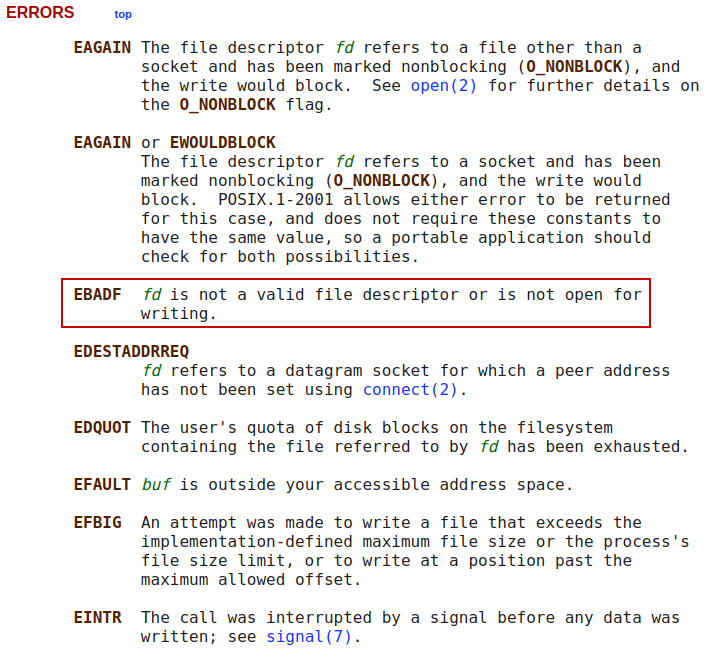 ERRORS top
EAGAIN The file descriptor fd refers to a file other than a
socket and has been marked nonblocking (O_NONBLOCK), and
the write would block.  See open(2) for further details on
the O_NONBLOCK flag.
EAGAIN or EWOULDBLOCK
The file descriptor fd refers to a socket and has been
marked nonblocking (O_NONBLOCK), and the write would
block.  POSIX.1-2001 allows either error to be returned
for this case, and does not require these constants to
have the same value, so a portable application should
check for both possibilities.
EBADF fd is not a valid file descriptor or is not open for
writing.
EDESTADDRREQ
fd refers to a datagram socket for which a peer address
has not been set using connect(2).
EDQUOT The user's quota of disk blocks on the filesystem
containing the file referred to by fd has been exhausted.
EFAULT buf is outside your accessible address space.
EFBIG An attempt was made to write a file that exceeds the
implementation-defined maximum file size or the process's
file size limit, or to write at a position past the
maximum allowed offset.
EINTR The call was interrupted by a signal before any data was
written; see signal(7).